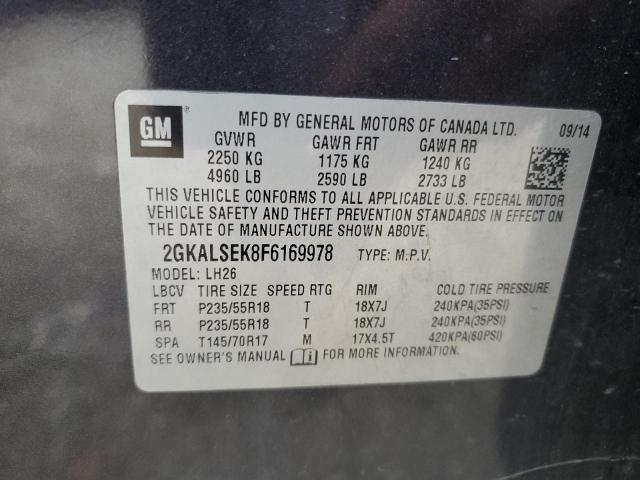 GM ® MFD BY GENERAL MOTORS OF CANADA LTD. 09/14
GVWR GAWR FRT GAWR RR
2250 KG 1175 KG 1240 KG
4960 LB 2590 LB 2733 LB
THIS VEHICLE CONFORMS TO ALL APPLICABLE U.S. FEDERAL MOTOR
VEHICLE SAFETY AND THEFT PREVENTION STANDARDS IN EFFECT ON
THE DATE OF MANUFACTURE SHOWN ABOVE.
2GKALSEK8F6169978 TYPE: M.P.V.
MODEL: LH26
LBCV TIRE SIZE SPEED RTG RIM COLD TIRE PRESSURE
FRT P235/55R18 T 18X7J 240KPA(35PSI)
RR P235/55R18 T 18X7J 240KPA(35PSI)
SPA T145/70R17 M 17X4.5T 420KPA(60PSI)
SEE OWNER'S MANUAL FOR MORE INFORMATION.